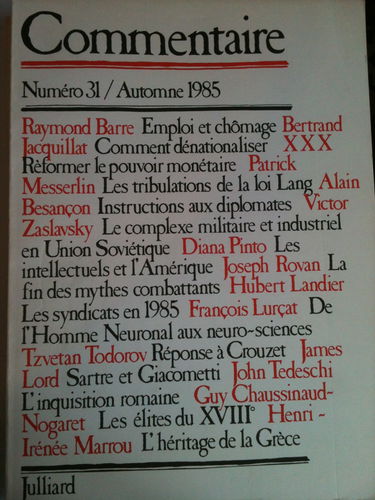 Commentaire
Numéro 31 / Automne 1985
Raymond Barre Emploi et chômage Bertrand
Jacquillat Comment dénationaliser XXX
Réformer le pouvoir monétaire Patrick
Messerlin Les tribulations de la loi Lang Alain
Besançon Instructions aux diplomates Victor
Zaslavsky Le complexe militaire et industriel
en Union Soviétique Diana Pinto Les
intellectuels et l'Amérique Joseph Rovan La
fin des mythes combattants Hubert Landier
Les syndicats en 1985 François Lurçat De
l'Homme Neuronal aux neuro-sciences
Tzvetan Todorov Réponse à Crouzet James
Lord Sartre et Giacometti John Tedeschi
L'inquisition romaine Guy Chaussinaud-
Nogaret Les élites du XVIII° Henri-
Irénée Marrou L'héritage de la Grèce
Julliard